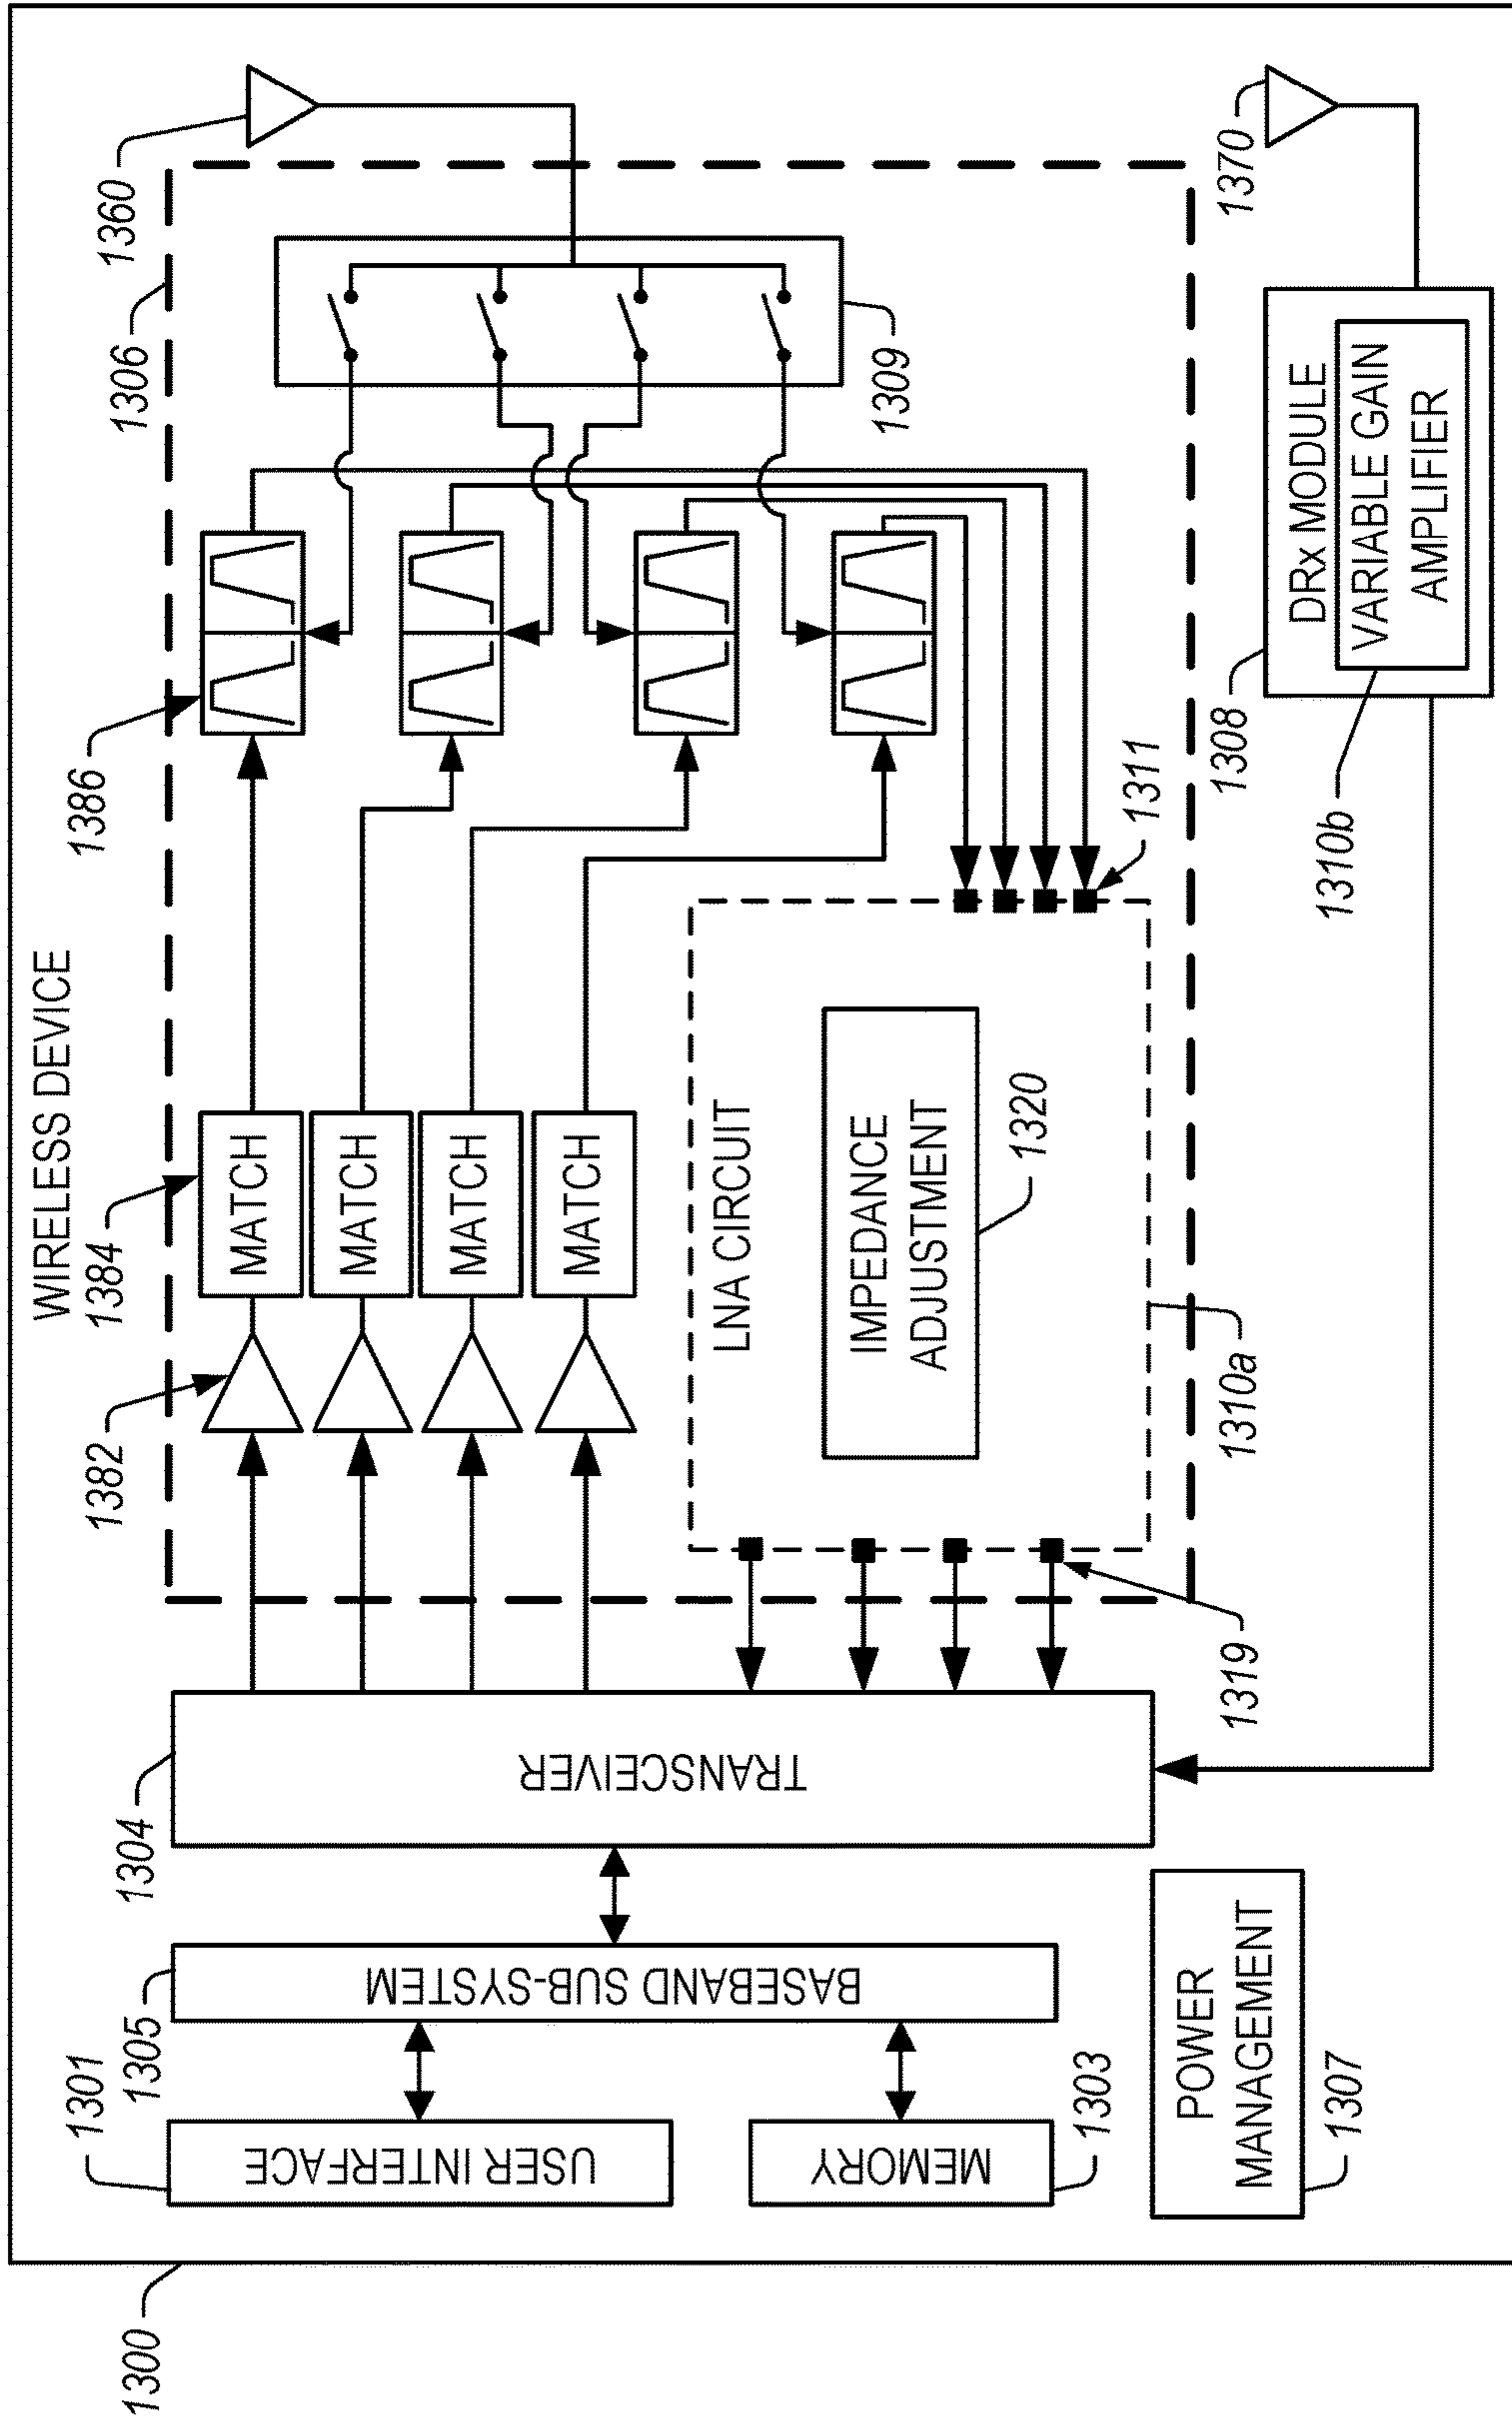 WIRELESS DEVICE
1300
1301
USER INTERFACE
1303
MEMORY
1305
BASEBAND SUB-SYSTEM
1304
TRANSCEIVER
1307
POWER
MANAGEMENT
1382
1384
MATCH
MATCH
MATCH
MATCH
1386
1306
1360
1309
LNA CIRCUIT
IMPEDANCE
ADJUSTMENT
1320
1311
1319
1310a
1308
DRx MODULE
VARIABLE GAIN
AMPLIFIER
1310b
1370